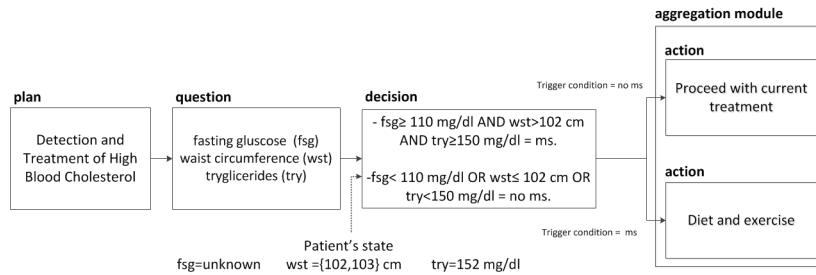 aggregation module
action
Trigger condition = no ms
Proceed with current
treatment
plan
Detection and
Treatment of High
Blood Cholesterol
question
fasting gluscose (fsg)
waist circumference (wst)
tryglicerides (try)
decision
- fsg≥ 110 mg/dl AND wst>102 cm
AND try≥150 mg/dl = ms.
-fsg< 110 mg/dl OR wst≤ 102 cm OR
try<150 mg/dl = no ms.
action
Trigger condition = ms
Diet and exercise
Patient's state
fsg=unknown wst ={102,103} cm try=152 mg/dl